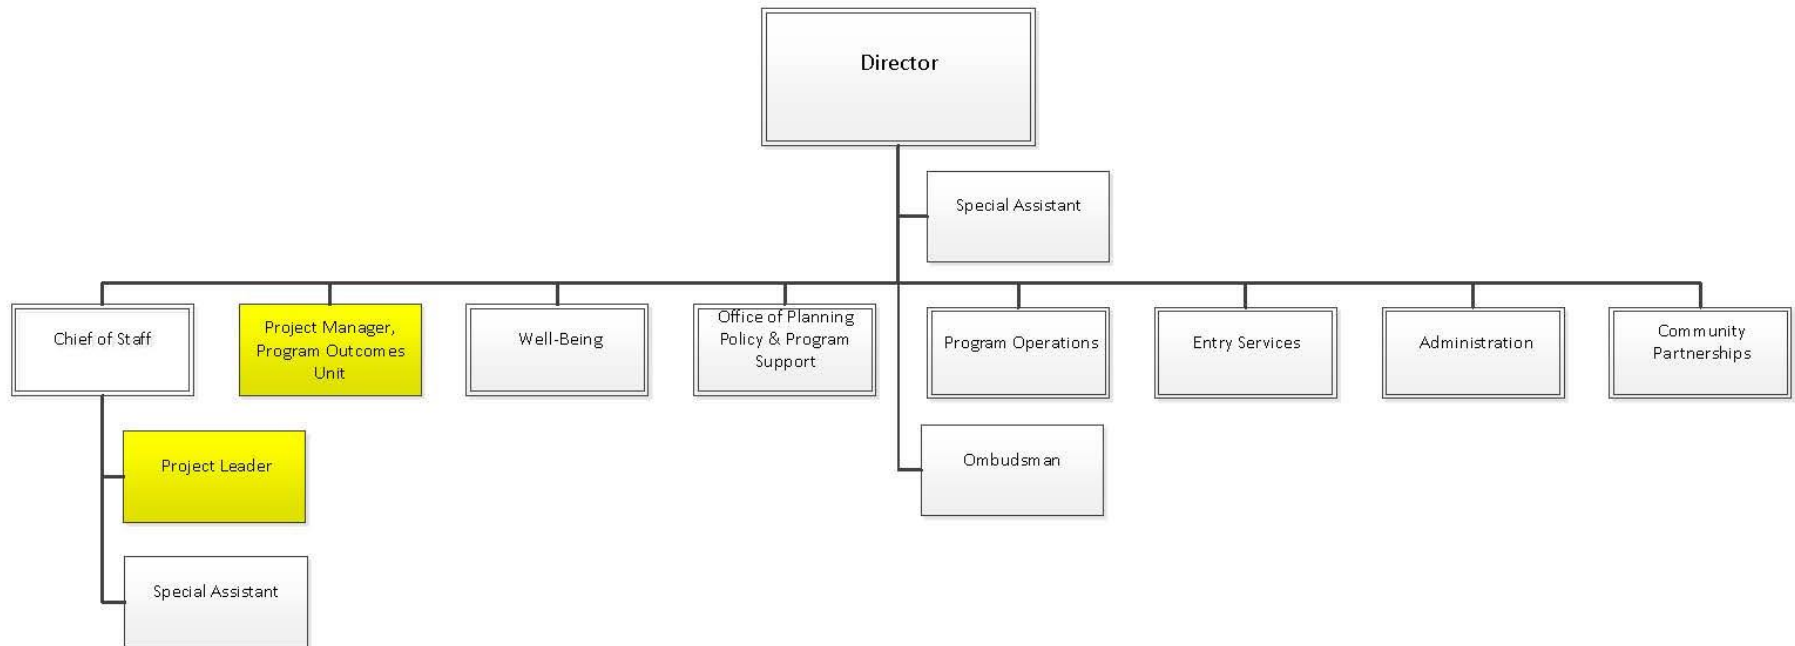 Director
Special Assistant
Chief of Staff
Project Manager,
Program Outcomes
Unit
Well-Being
Office of Planning
Policy & Program
Support
Program Operations
Entry Services
Administration
Community
Partnerships
Project Leader
Ombudsman
Special Assistant